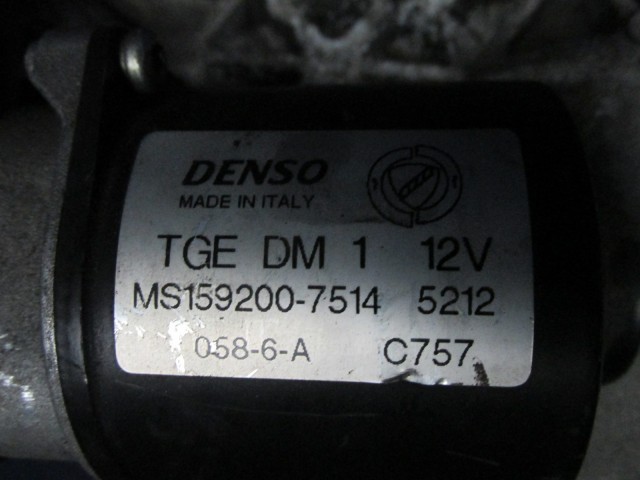 DENSO
MADE IN ITALY
TGE DM 1 12V
MS159200-7514 5212
058-6-A C757